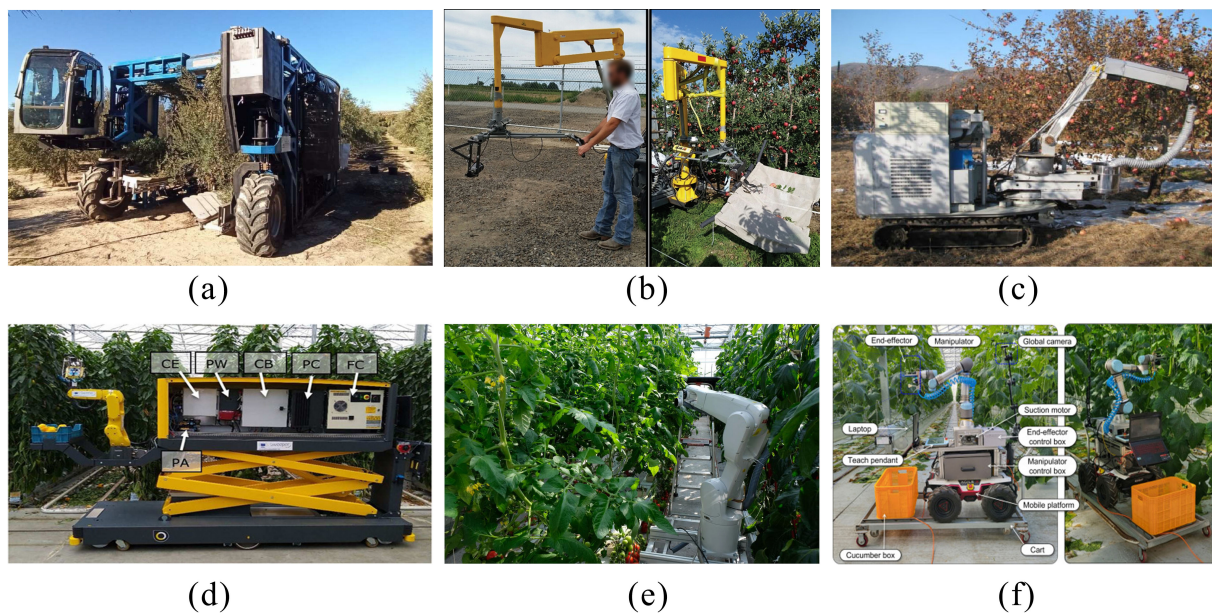 (a)
(b)
(c)
CE
PW
CB
PC
FC
PA
(d)
(e)
End-effector
Manipulator
Global camera
Laptop
Suction motor
End-effector
control box
Teach pendant
Manipulator
control box
Mobile platform
Cucumber box
Cart
(f)